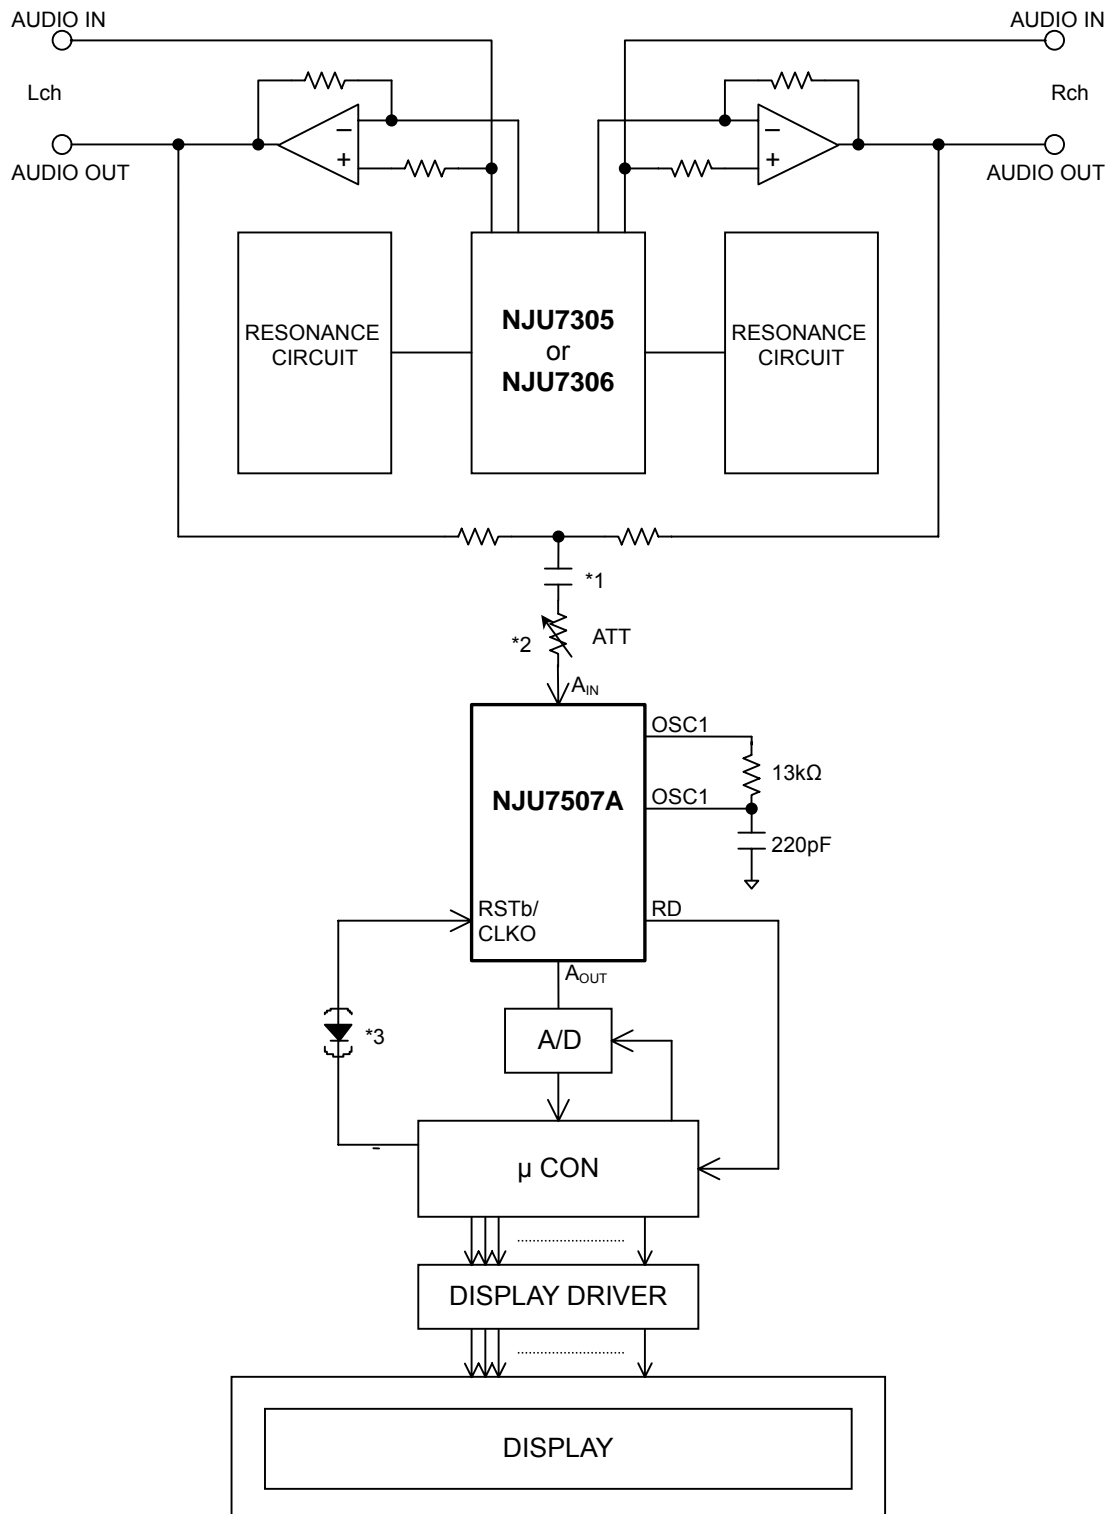 AUDIO IN
AUDIO IN
Lch
Rch
AUDIO OUT
AUDIO OUT
−
+
−
+
RESONANCE
CIRCUIT
NJU7305
or
NJU7306
RESONANCE
CIRCUIT
*1
*2
ATT
AIN
OSC1
13kΩ
NJU7507A
OSC1
220pF
RSTb/
CLKO
RD
AOUT
*3
A/D
µ CON
DISPLAY DRIVER
DISPLAY